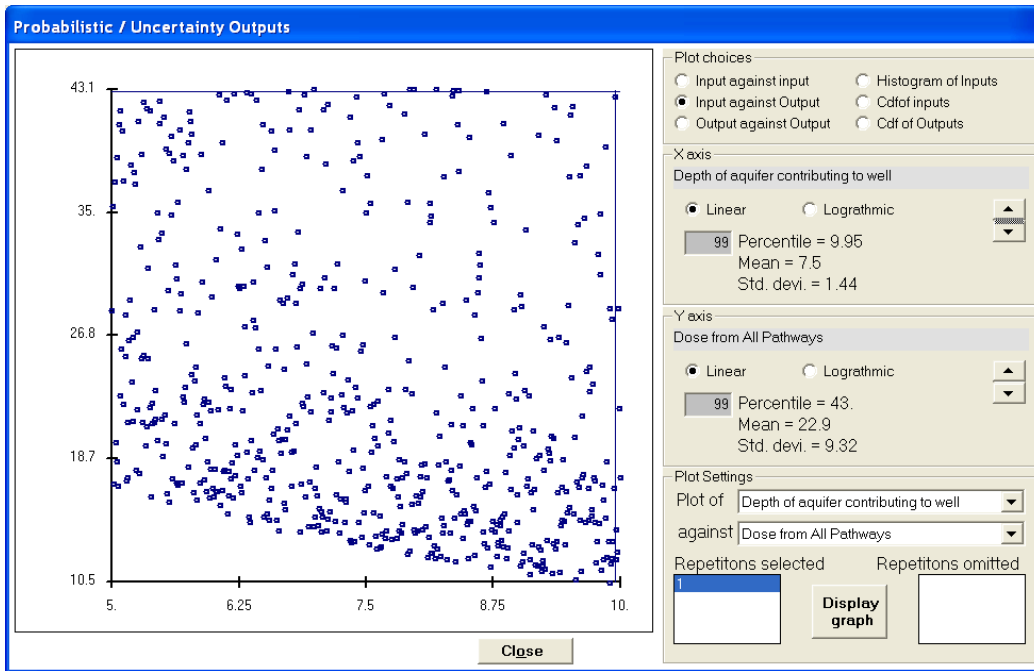 Probabilistic / Uncertainty Outputs
43.1
35.
26.8
18.7
10.5
5.
6.25
7.5
8.75
10.
Close
Plot choices
Input against input
Histogram of Inputs
Input against Output
Cdfof inputs
Output against Output
Cdf of Outputs
X axis
Depth of aquifer contributing to well
Linear
Lograthmic
99 Percentile = 9.95
Mean = 7.5
Std. devi. = 1.44
Y axis
Dose from All Pathways
Linear
Lograthmic
99 Percentile = 43.
Mean = 22.9
Std. devi. = 9.32
Plot Settings
Plot of Depth of aquifer contributing to well
against Dose from All Pathways
Repetitons selected
Repetitons omitted
1
Display
graph